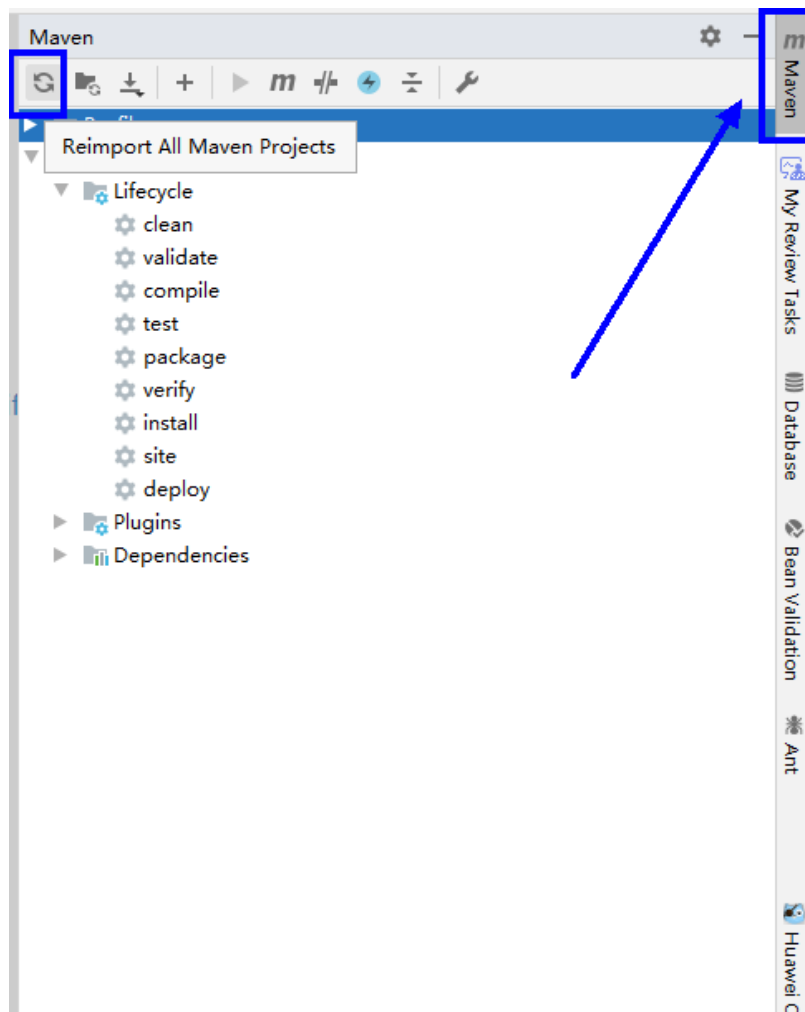 Maven
Reimport All Maven Projects
Lifecycle
clean
validate
compile
test
package
verify
install
site
deploy
Plugins
Dependencies
m Maven
My Review Tasks
Database
Bean Validation
Ant
Huawei